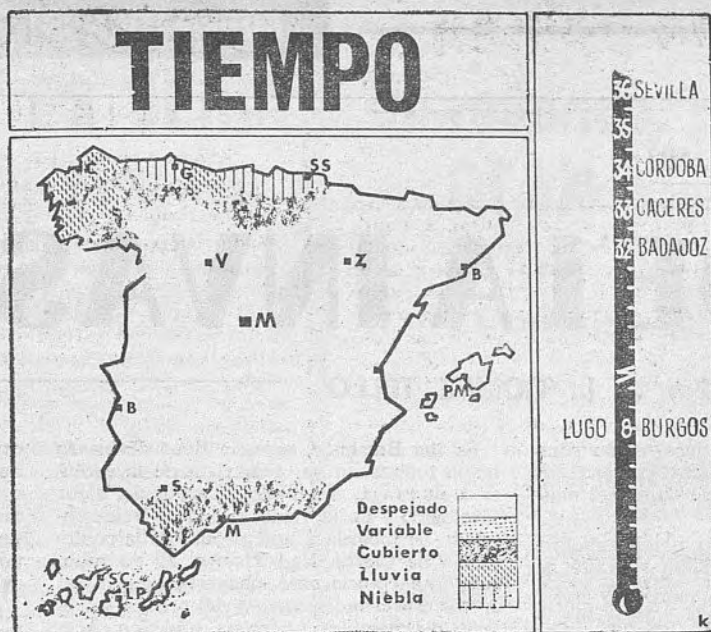 TIEMPO
C
G
SS
V
Z
B
M
PM
B
S
M
SC
LP
Despejado
Variable
Cubierto
Lluvia
Niebla
36 SEVILLA
35
34 CORDOBA
33 CACERES
32 BADAJOZ
LUGO 8 BURGOS
k